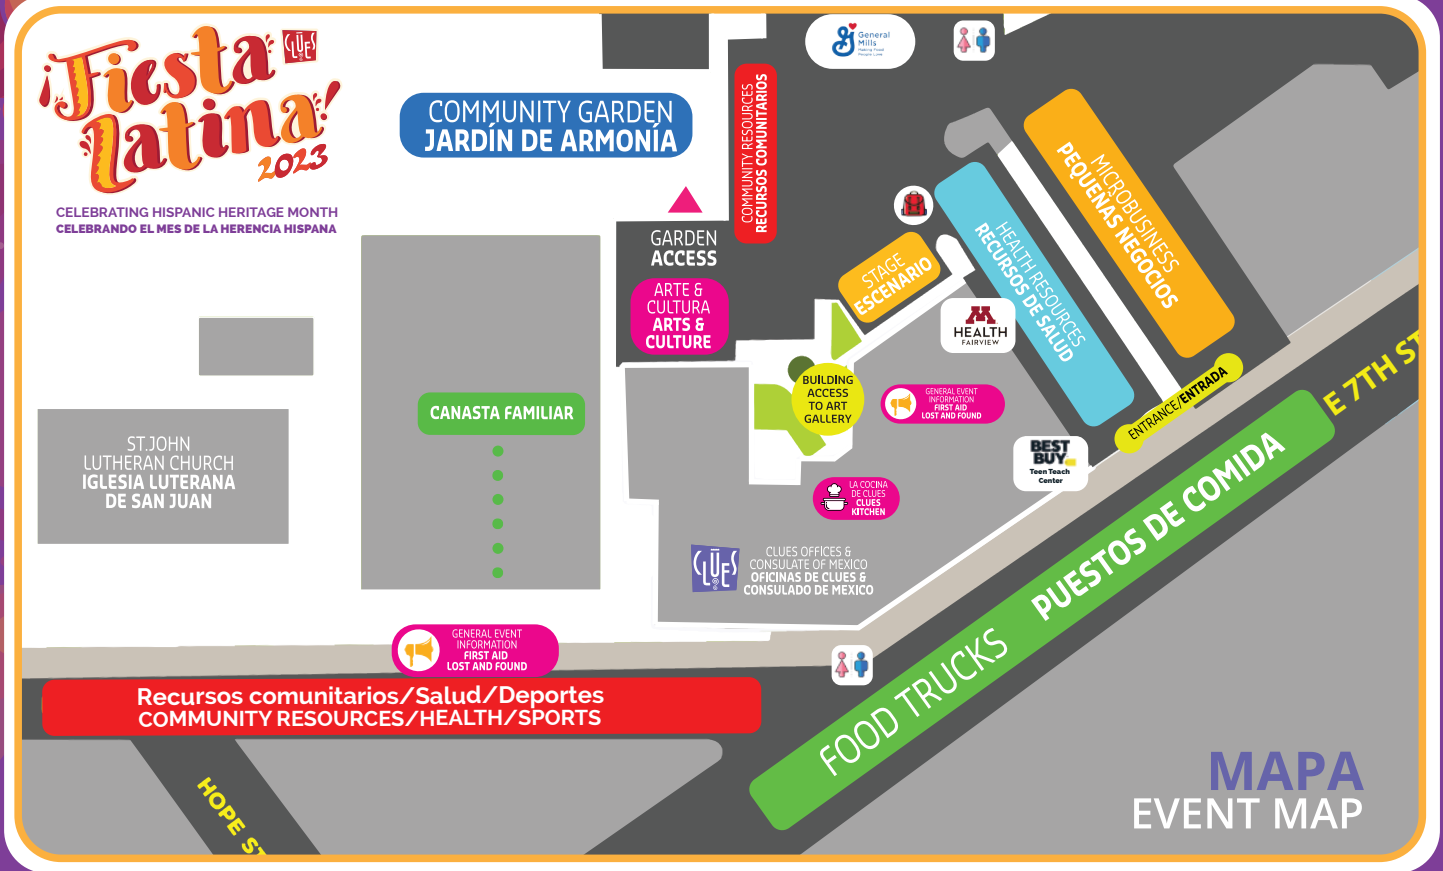 ¡Fiesta
Latina!
2023
CLUES
CELEBRATING HISPANIC HERITAGE MONTH
CELEBRANDO EL MES DE LA HERENCIA HISPANA
COMMUNITY GARDEN
JARDÍN DE ARMONÍA
COMMUNITY RESOURCES
RECURSOS COMUNITARIOS
General
Mills
Making Food
People Love
MICROBUSINESS
PEQUEÑAS NEGOCIOS
HEALTH RESOURCES
RECURSOS DE SALUD
STAGE
ESCENARIO
GARDEN
ACCESS
ARTE &
CULTURA
ARTS &
CULTURE
M
HEALTH
FAIRVIEW
BUILDING
ACCESS
TO ART
GALLERY
GENERAL EVENT
INFORMATION
FIRST AID
LOST AND FOUND
ENTRANCE/ENTRADA
E 7TH ST
CANASTA FAMILIAR
ST.JOHN
LUTHERAN CHURCH
IGLESIA LUTERANA
DE SAN JUAN
BEST
BUY
Teen Teach
Center
LA COCINA
DE CLUES
CLUES
KITCHEN
CLUES
CLUES OFFICES &
CONSULATE OF MEXICO
OFICINAS DE CLUES &
CONSULADO DE MEXICO
GENERAL EVENT
INFORMATION
FIRST AID
LOST AND FOUND
Recursos comunitarios/Salud/Deportes
COMMUNITY RESOURCES/HEALTH/SPORTS
FOOD TRUCKS PUESTOS DE COMIDA
HOPE ST
MAPA
EVENT MAP